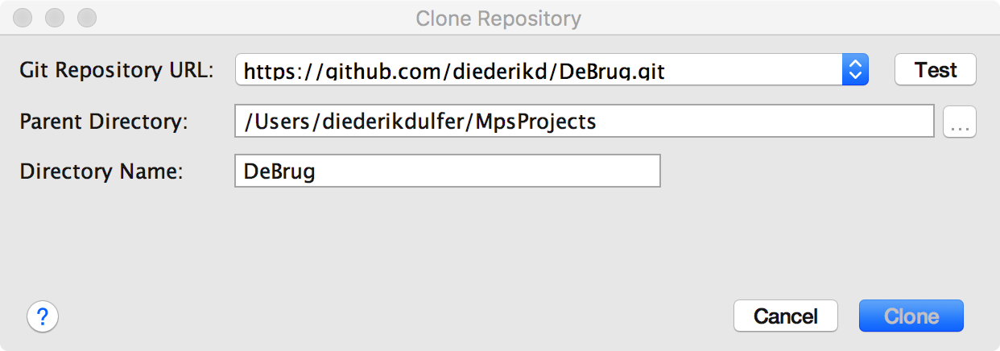 Clone Repository
Git Repository URL: https://github.com/diederikd/DeBrug.git Test
Parent Directory: /Users/diederikdulfer/MpsProjects ...
Directory Name: DeBrug
? Cancel Clone